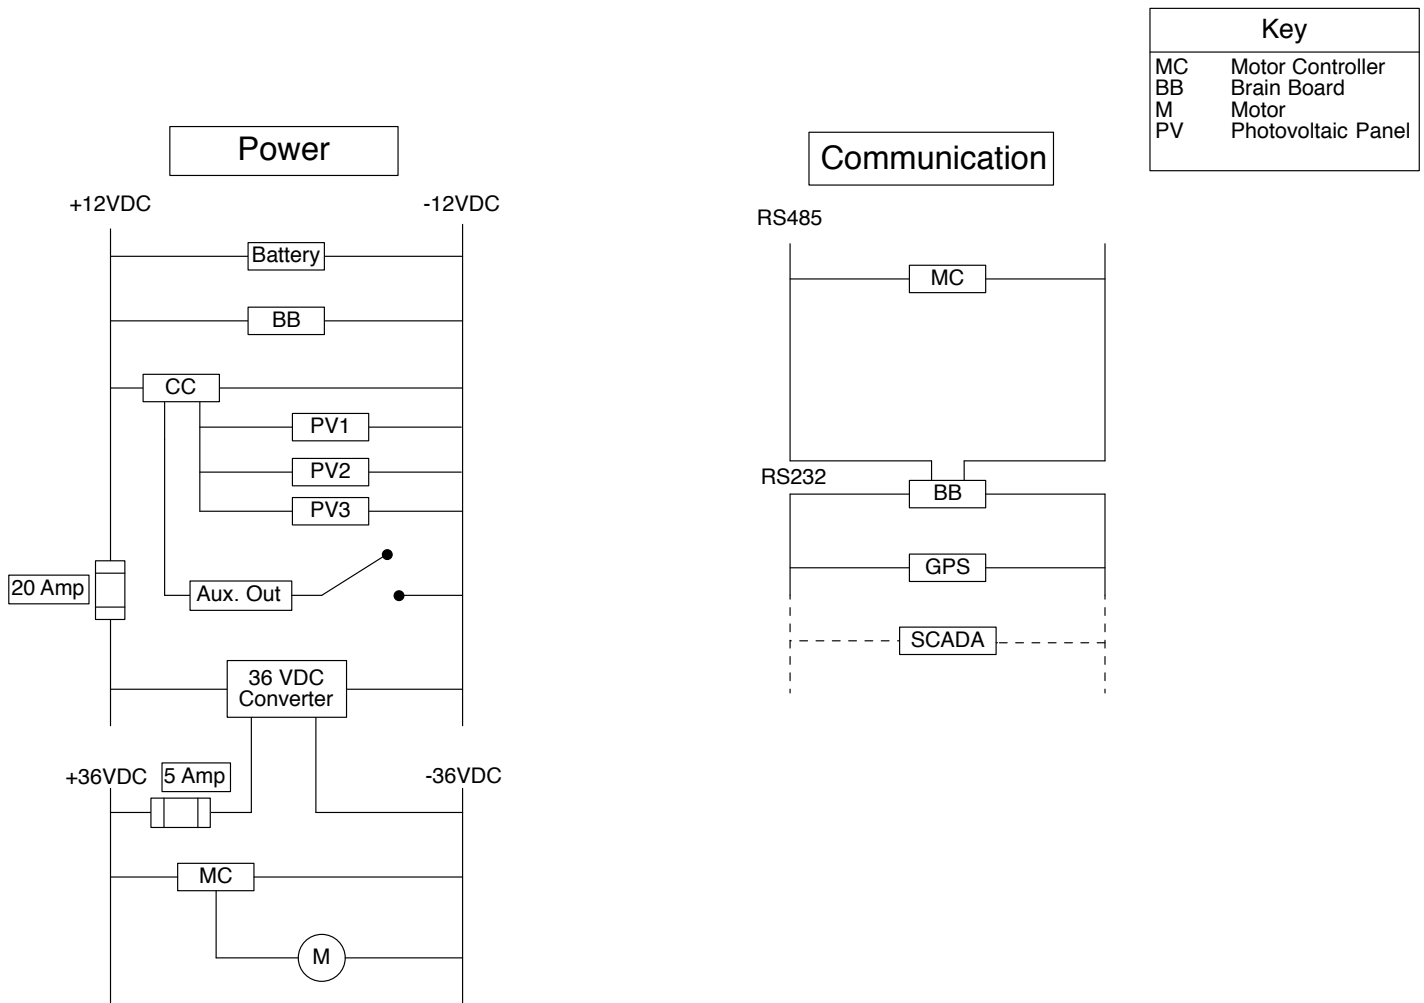 Key
MC Motor Controller
BB Brain Board
M Motor
PV Photovoltaic Panel
Power
+12VDC -12VDC
Battery
BB
CC
PV1
PV2
PV3
20 Amp
Aux. Out
36 VDC
Converter
+36VDC 5 Amp -36VDC
MC
M
Communication
RS485
MC
RS232
BB
GPS
SCADA